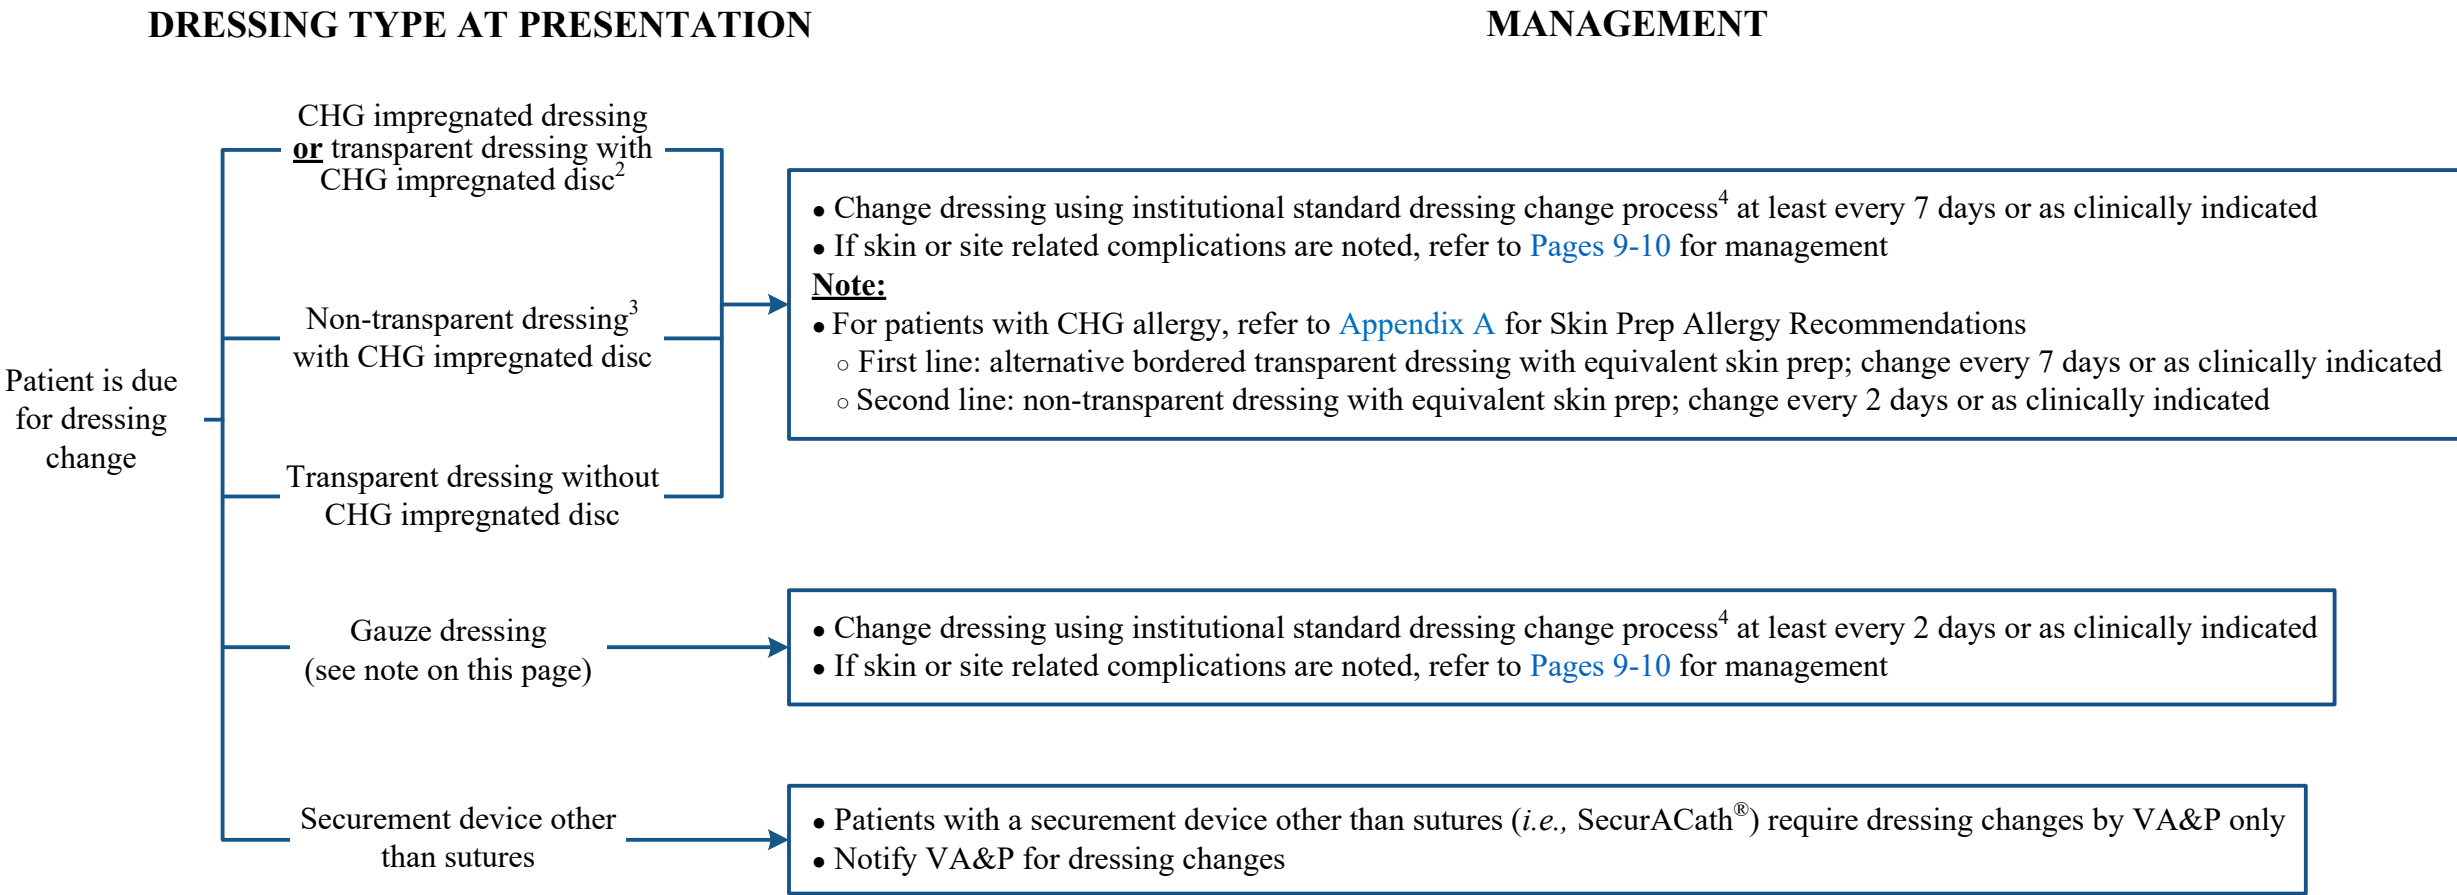 DRESSING TYPE AT PRESENTATION
MANAGEMENT
Patient is due
for dressing
change
CHG impregnated dressing
or transparent dressing with
CHG impregnated disc²
Non-transparent dressing³
with CHG impregnated disc
Transparent dressing without
CHG impregnated disc
• Change dressing using institutional standard dressing change process⁴ at least every 7 days or as clinically indicated
• If skin or site related complications are noted, refer to Pages 9-10 for management
Note:
• For patients with CHG allergy, refer to Appendix A for Skin Prep Allergy Recommendations
○ First line: alternative bordered transparent dressing with equivalent skin prep; change every 7 days or as clinically indicated
○ Second line: non-transparent dressing with equivalent skin prep; change every 2 days or as clinically indicated
Gauze dressing
(see note on this page)
• Change dressing using institutional standard dressing change process⁴ at least every 2 days or as clinically indicated
• If skin or site related complications are noted, refer to Pages 9-10 for management
Securement device other
than sutures
• Patients with a securement device other than sutures (i.e., SecurACath®) require dressing changes by VA&P only
• Notify VA&P for dressing changes